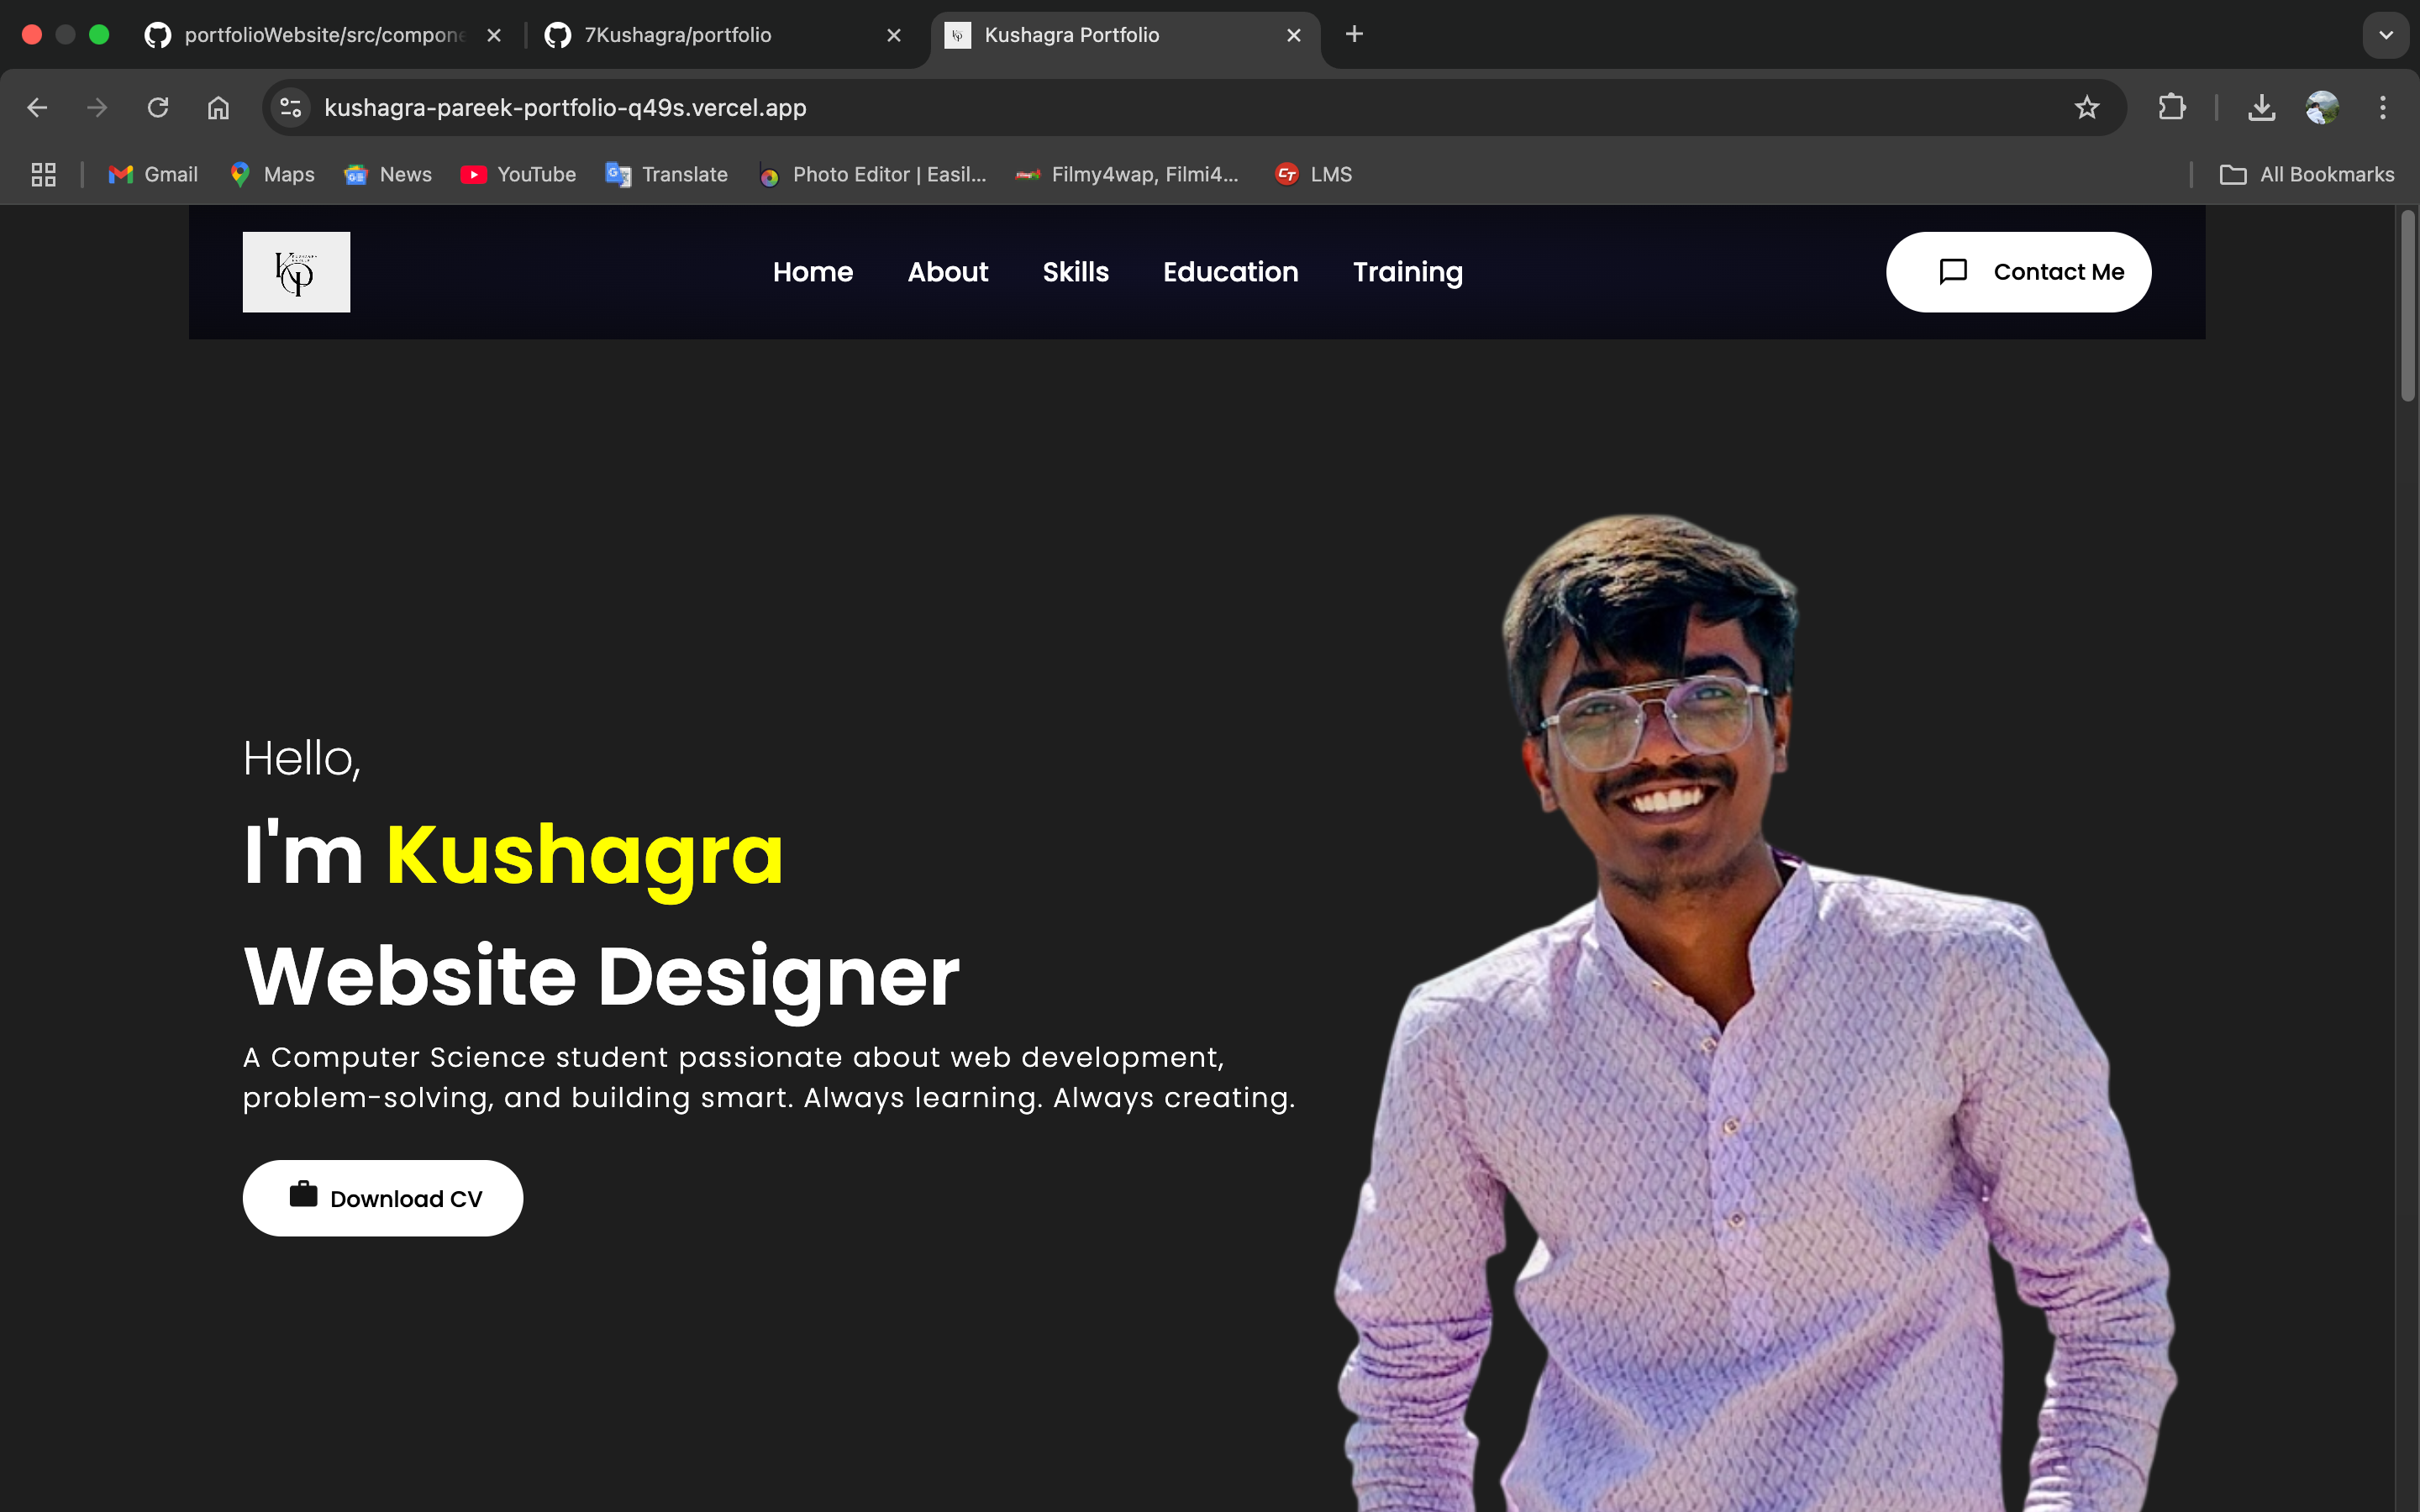 portfolioWebsite/src/compone
7Kushagra/portfolio
Kushagra Portfolio
kushagra-pareek-portfolio-q49s.vercel.app
Gmail
Maps
News
YouTube
Translate
Photo Editor | Easil...
Filmy4wap, Filmi4...
LMS
All Bookmarks
Home
About
Skills
Education
Training
Contact Me
Hello,
I'm Kushagra
Website Designer
A Computer Science student passionate about web development,
problem-solving, and building smart. Always learning. Always creating.
Download CV